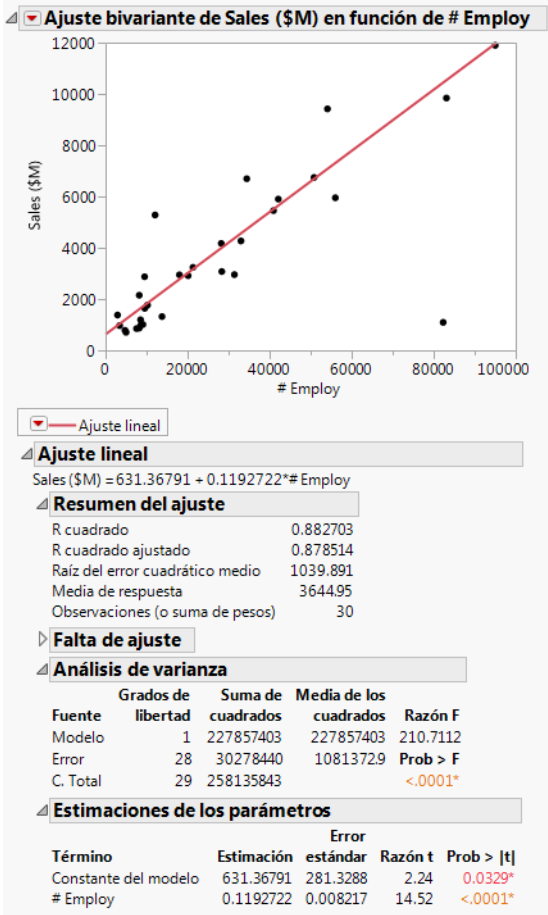 Ajuste bivariante de Sales ($M) en función de # Employ
12000
10000
8000
6000
4000
2000
0
Sales ($M)
0 20000 40000 60000 80000 100000
# Employ
Ajuste lineal
Ajuste lineal
Sales ($M) = 631.36791 + 0.1192722*# Employ
Resumen del ajuste
R cuadrado 0.882703
R cuadrado ajustado 0.878514
Raíz del error cuadrático medio 1039.891
Media de respuesta 3644.95
Observaciones (o suma de pesos) 30
Falta de ajuste
Análisis de varianza
Grados de Suma de Media de los
Fuente libertad cuadrados cuadrados Razón F
Modelo 1 227857403 227857403 210.7112
Error 28 30278440 1081372.9 Prob > F
C. Total 29 258135843 <.0001*
Estimaciones de los parámetros
Error
Término Estimación estándar Razón t Prob > |t|
Constante del modelo 631.36791 281.3288 2.24 0.0329*
# Employ 0.1192722 0.008217 14.52 <.0001*